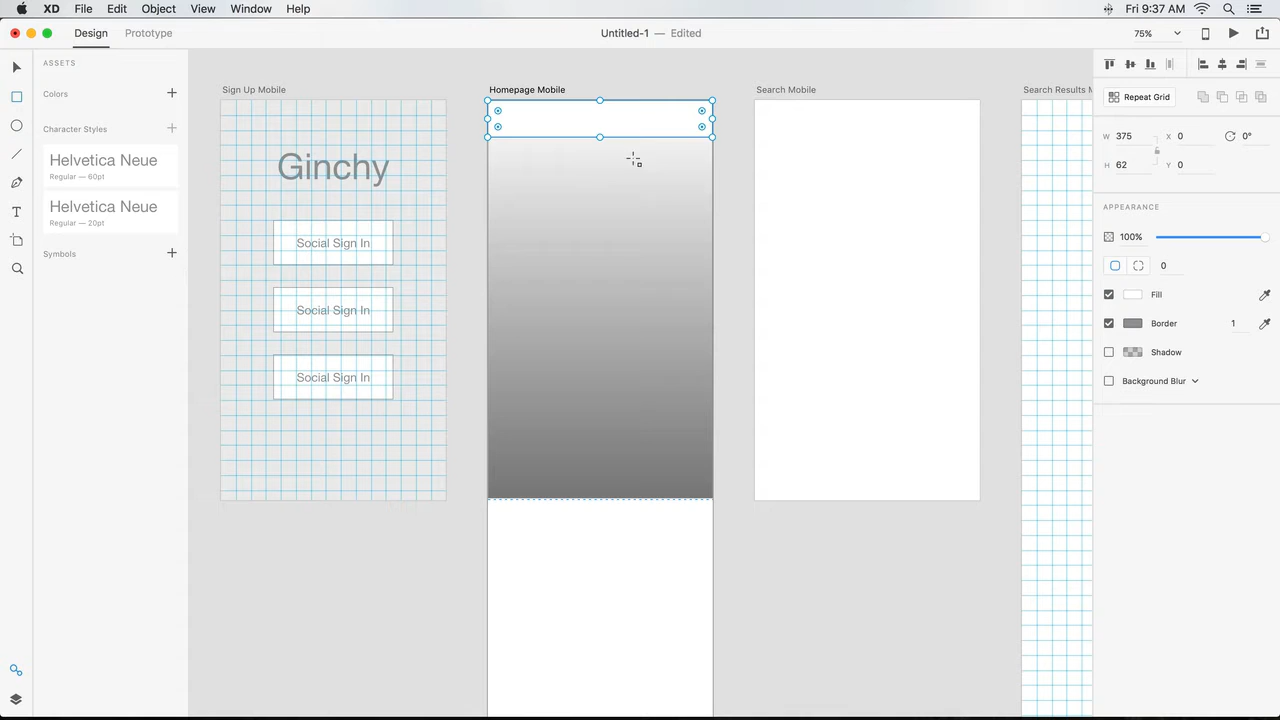 XD File Edit Object View Window Help Fri 9:37 AM
Design Prototype Untitled-1 — Edited 75%
ASSETS
Colors
Character Styles
Helvetica Neue
Regular — 60pt
Helvetica Neue
Regular — 20pt
Symbols
Sign Up Mobile
Ginchy
Social Sign In
Social Sign In
Social Sign In
Homepage Mobile
Search Mobile
Search Results M
Repeat Grid
W 375 X 0 0°
H 62 Y 0
APPEARANCE
100%
0
Fill
Border 1
Shadow
Background Blur